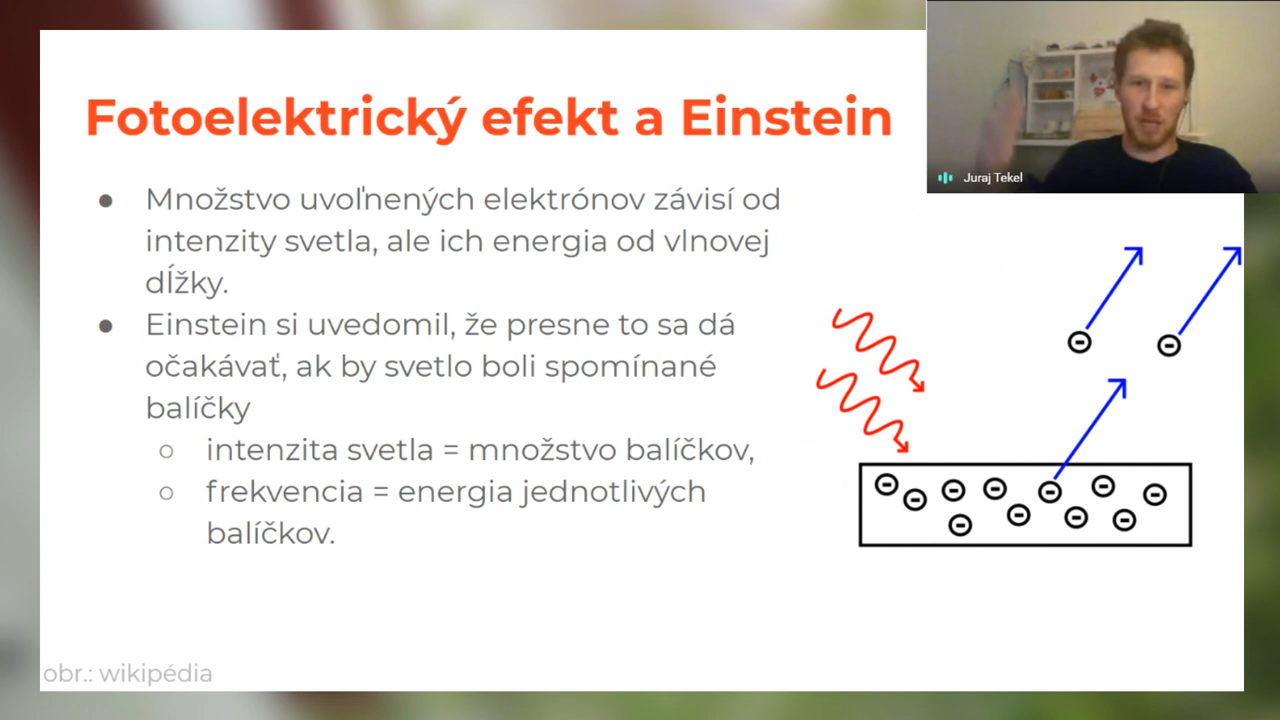 Fotoelektrický efekt a Einstein
Juraj Tekel
● Množstvo uvoľnených elektrónov závisí od
intenzity svetla, ale ich energia od vlnovej
dĺžky.
● Einstein si uvedomil, že presne to sa dá
očakávať, ak by svetlo boli spomínané
balíčky
○ intenzita svetla = množstvo balíčkov,
○ frekvencia = energia jednotlivých
balíčkov.
obr.: wikipédia